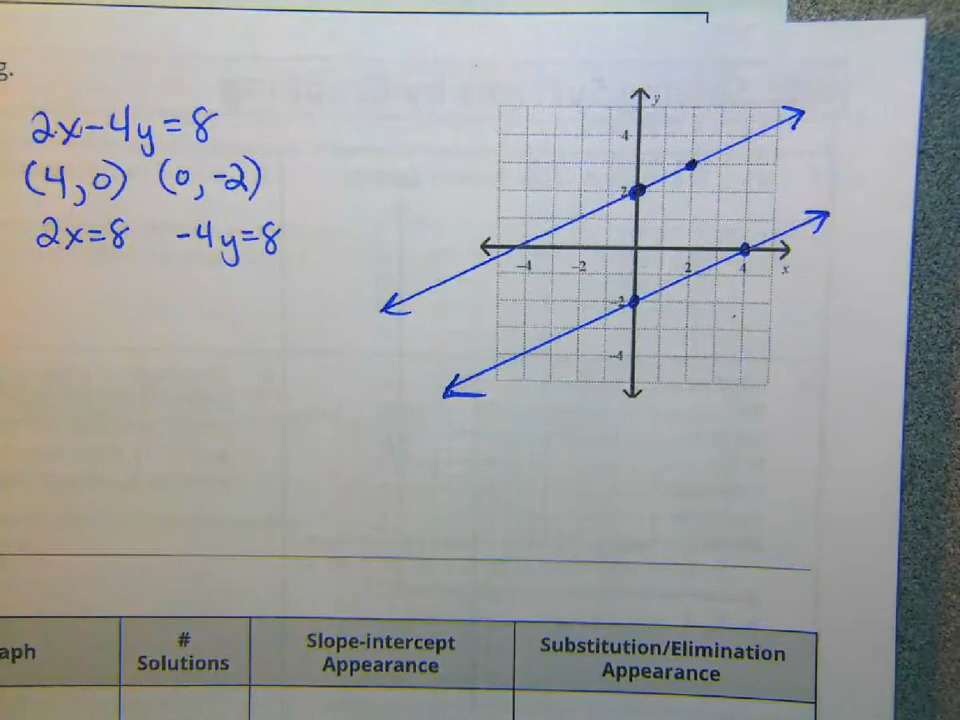 g.
2x-4y=8
(4,0) (0,-2)
2x=8 -4y=8
y
4
2
-4 -2 2 4 x
-2
-4
aph
# Solutions
Slope-intercept Appearance
Substitution/Elimination Appearance